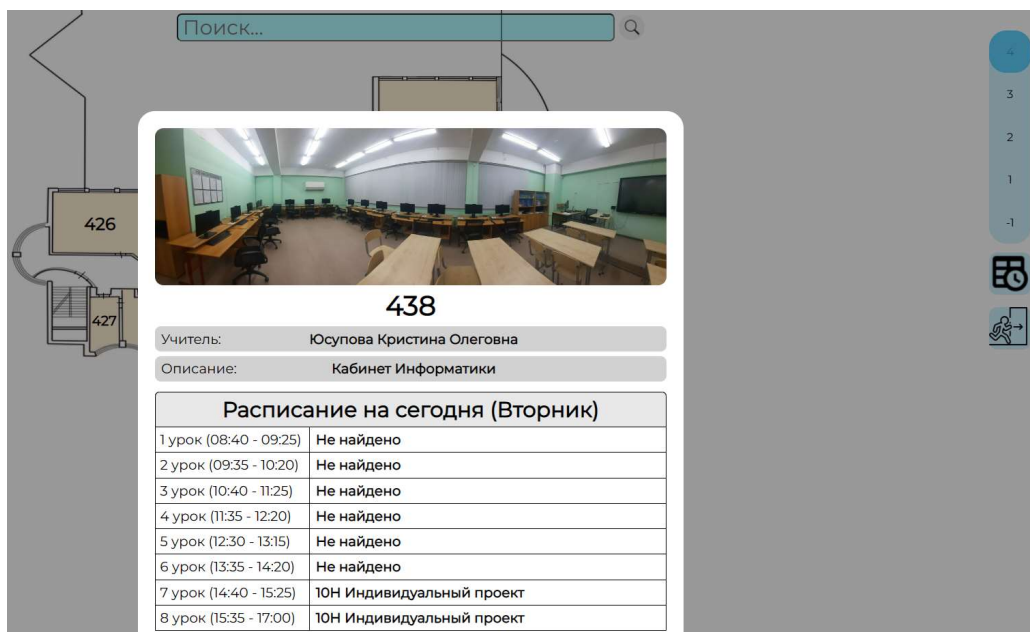 Поиск...
4
3
2
1
-1
426
427
438
Учитель: Юсупова Кристина Олеговна
Описание: Кабинет Информатики
Расписание на сегодня (Вторник)
1 урок (08:40 - 09:25) Не найдено
2 урок (09:35 - 10:20) Не найдено
3 урок (10:40 - 11:25) Не найдено
4 урок (11:35 - 12:20) Не найдено
5 урок (12:30 - 13:15) Не найдено
6 урок (13:35 - 14:20) Не найдено
7 урок (14:40 - 15:25) 10Н Индивидуальный проект
8 урок (15:35 - 17:00) 10Н Индивидуальный проект